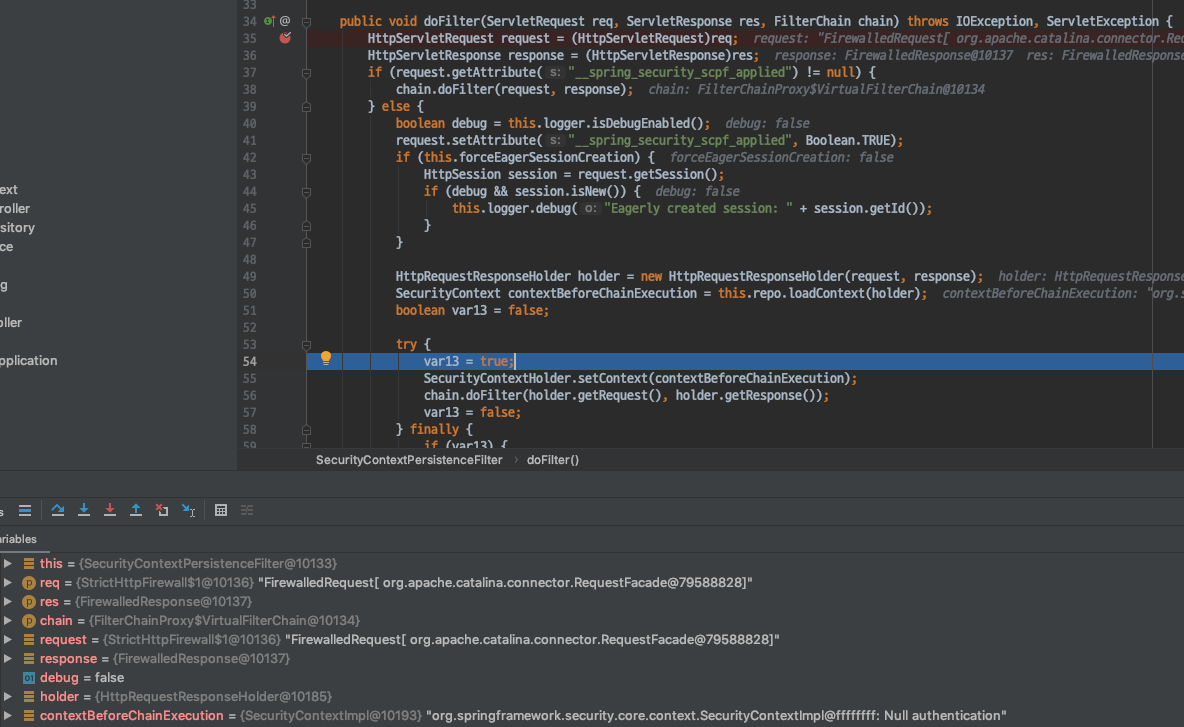 33
34 @ public void doFilter(ServletRequest req, ServletResponse res, FilterChain chain) throws IOException, ServletException {
35 HttpServletRequest request = (HttpServletRequest)req; request: "FirewalledRequest[ org.apache.catalina.connector.Req
36 HttpServletResponse response = (HttpServletResponse)res; response: FirewalledResponse@10137 res: FirewalledResponse
37 if (request.getAttribute( s: "__spring_security_scpf_applied") != null) {
38 chain.doFilter(request, response); chain: FilterChainProxy$VirtualFilterChain@10134
39 } else {
40 boolean debug = this.logger.isDebugEnabled(); debug: false
41 request.setAttribute( s: "__spring_security_scpf_applied", Boolean.TRUE);
42 if (this.forceEagerSessionCreation) { forceEagerSessionCreation: false
43 HttpSession session = request.getSession();
ext 44 if (debug && session.isNew()) { debug: false
roller 45 this.logger.debug( o: "Eagerly created session: " + session.getId());
sitory 46 }
ce 47 }
48
g 49 HttpRequestResponseHolder holder = new HttpRequestResponseHolder(request, response); holder: HttpRequestResponse
50 SecurityContext contextBeforeChainExecution = this.repo.loadContext(holder); contextBeforeChainExecution: "org.s
oller 51 boolean var13 = false;
52
53 try {
pplication 54 var13 = true;
55 SecurityContextHolder.setContext(contextBeforeChainExecution);
56 chain.doFilter(holder.getRequest(), holder.getResponse());
57 var13 = false;
58 } finally {
59 if (var13) {
SecurityContextPersistenceFilter › doFilter()
s
ariables
this = {SecurityContextPersistenceFilter@10133}
p req = {StrictHttpFirewall$1@10136} "FirewalledRequest[ org.apache.catalina.connector.RequestFacade@79588828]"
p res = {FirewalledResponse@10137}
p chain = {FilterChainProxy$VirtualFilterChain@10134}
request = {StrictHttpFirewall$1@10136} "FirewalledRequest[ org.apache.catalina.connector.RequestFacade@79588828]"
response = {FirewalledResponse@10137}
01 debug = false
holder = {HttpRequestResponseHolder@10185}
contextBeforeChainExecution = {SecurityContextImpl@10193} "org.springframework.security.core.context.SecurityContextImpl@ffffffff: Null authentication"